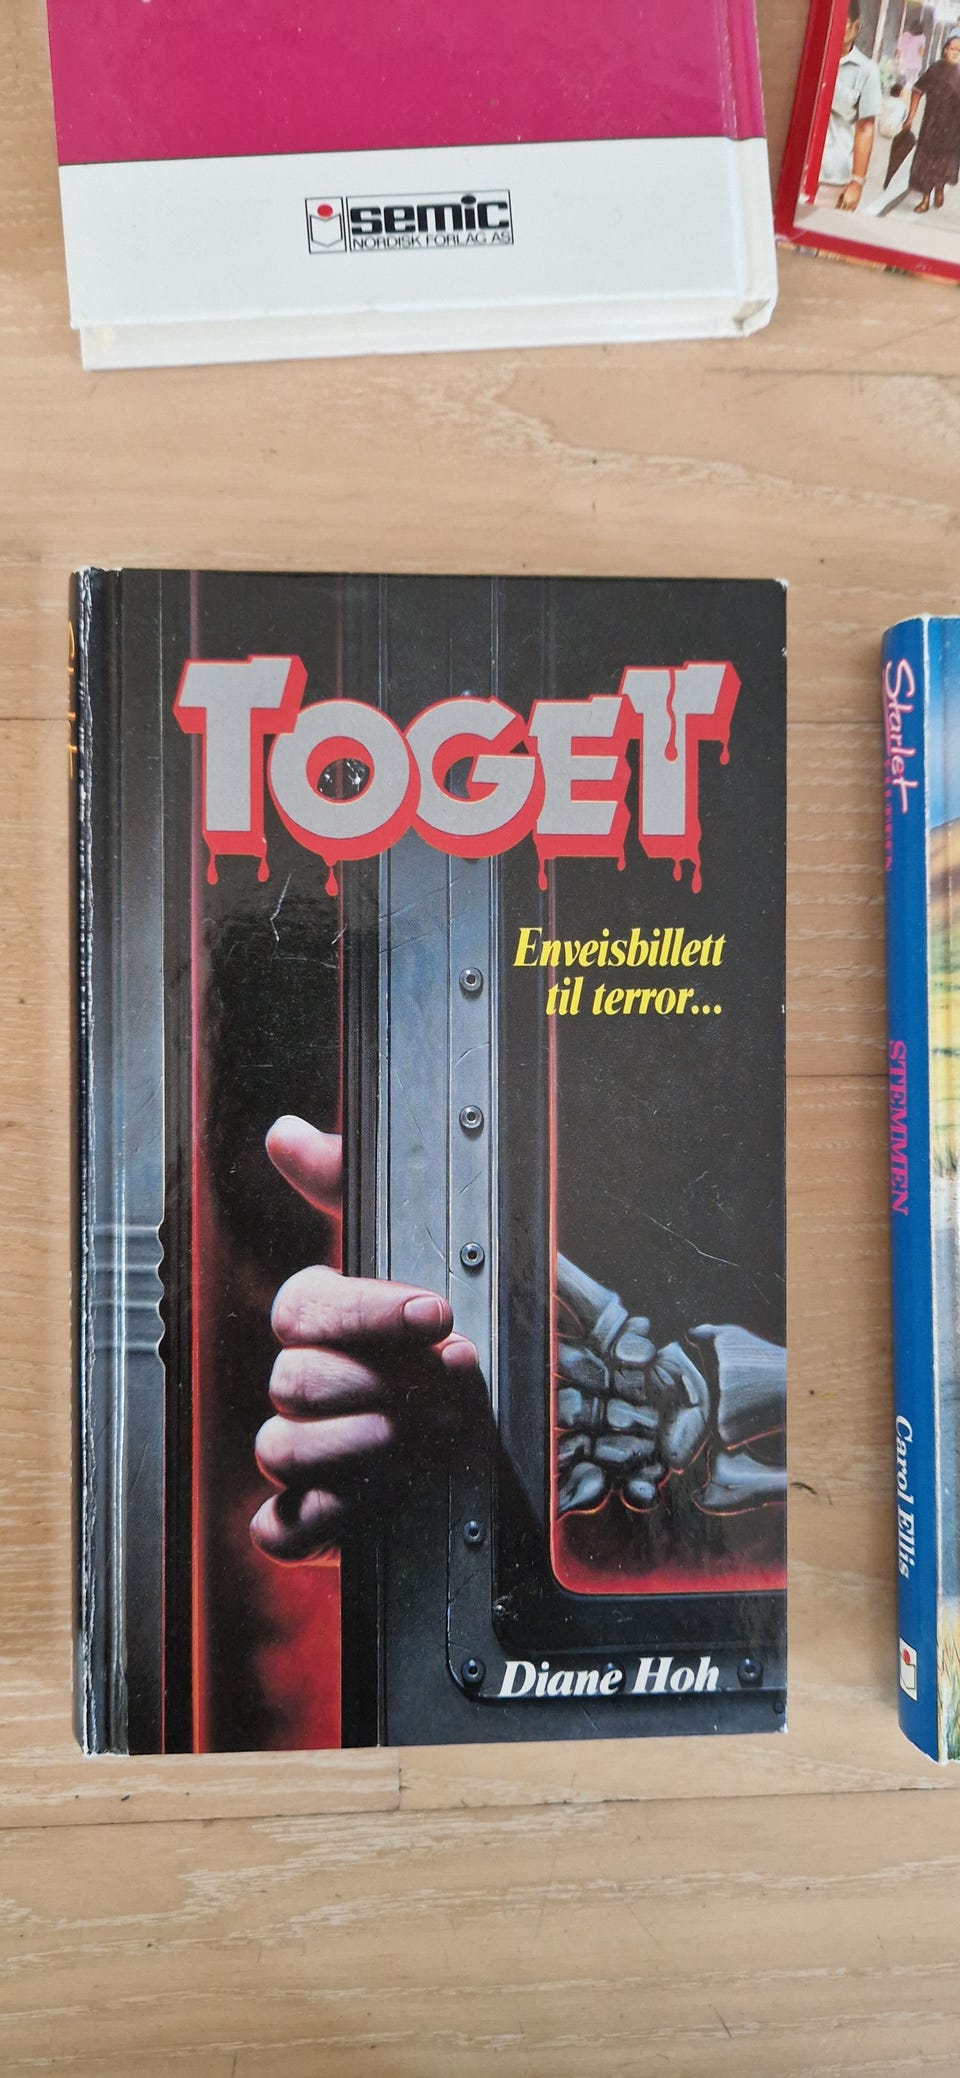 semic
NORDISK FORLAG AS
TOGET
Enveisbillett
til terror...
Diane Hoh
Starlet
STEMMEN
Carol Ellis